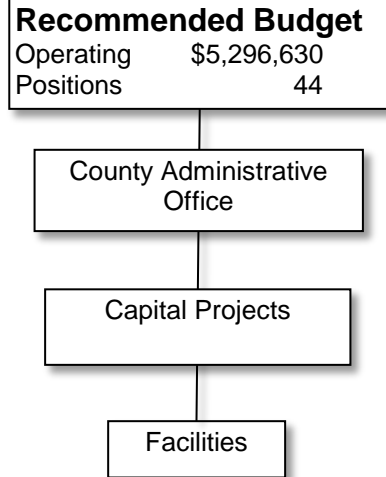 Recommended Budget
Operating $5,296,630
Positions 44
County Administrative
Office
Capital Projects
Facilities